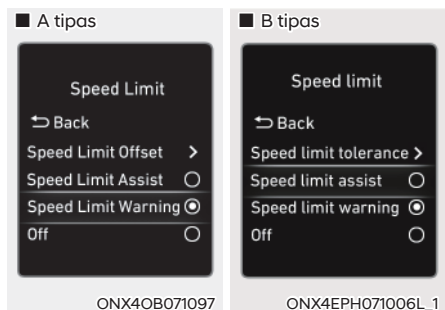 ■ A tipas
Speed Limit
Back
Speed Limit Offset >
Speed Limit Assist
Speed Limit Warning
Off
ONX4OB071097
■ B tipas
Speed limit
Back
Speed limit tolerance >
Speed limit assist
Speed limit warning
Off
ONX4EPH071006L_1